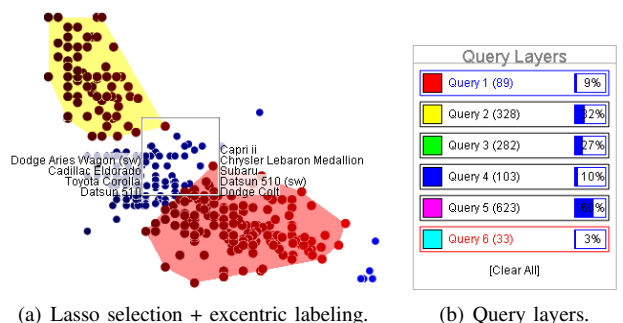 Capri ii
Dodge Aries Wagon (sw) Chrysler Lebaron Medallion
Cadillac Eldorado Subaru
Toyota Corolla Datsun 510 (sw)
Datsun 510 Dodge Colt
(a) Lasso selection + excentric labeling.
Query Layers
Query 1 (89) 9%
Query 2 (328) 32%
Query 3 (282) 27%
Query 4 (103) 10%
Query 5 (623)
Query 6 (33) 3%
[Clear All]
(b) Query layers.